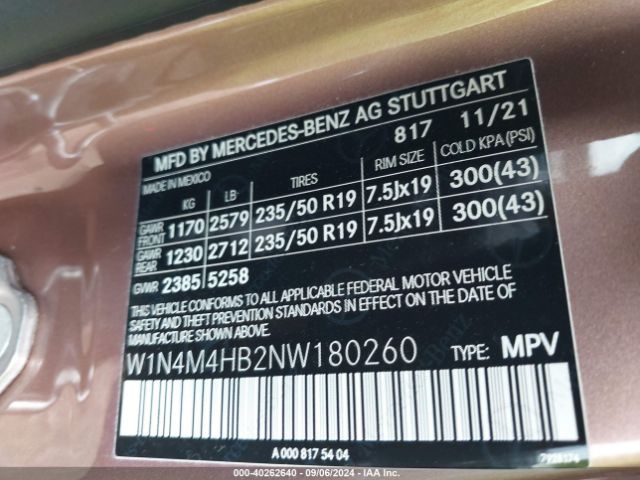 MFD BY MERCEDES-BENZ AG STUTTGART
MADE IN MEXICO 817 11/21
KG LB TIRES RIM SIZE COLD KPA(PSI)
GAWR FRONT 1170 2579 235/50 R19 7.5Jx19 300(43)
GAWR REAR 1230 2712 235/50 R19 7.5Jx19 300(43)
GVWR 2385 5258
THIS VEHICLE CONFORMS TO ALL APPLICABLE FEDERAL MOTOR VEHICLE
SAFETY AND THEFT PREVENTION STANDARDS IN EFFECT ON THE DATE OF
MANUFACTURE SHOWN ABOVE.
W1N4M4HB2NW180260 TYPE: MPV
A 000 817 54 04
000-40262640 - 09/06/2024 - IAA Inc.